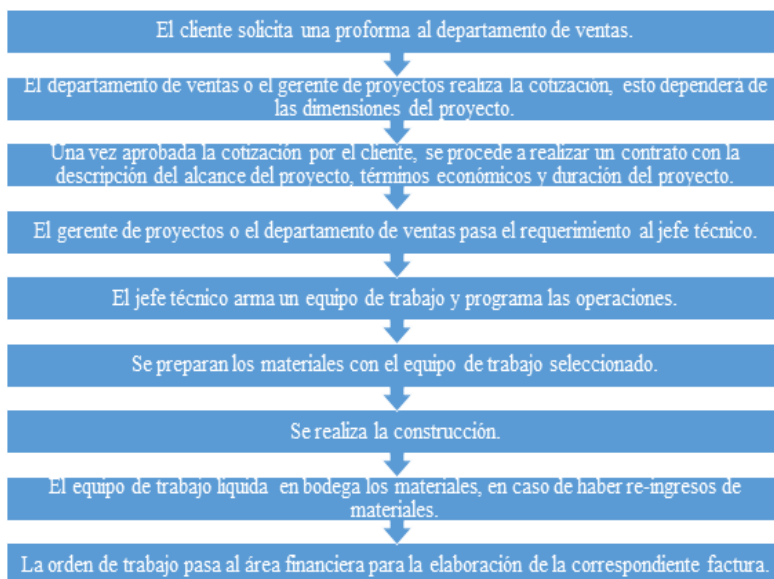 El cliente solicita una proforma al departamento de ventas.
El departamento de ventas o el gerente de proyectos realiza la cotización, esto dependerá de
las dimensiones del proyecto.
Una vez aprobada la cotización por el cliente, se procede a realizar un contrato con la
descripción del alcance del proyecto, términos económicos y duración del proyecto.
El gerente de proyectos o el departamento de ventas pasa el requerimiento al jefe técnico.
El jefe técnico arma un equipo de trabajo y programa las operaciones.
Se preparan los materiales con el equipo de trabajo seleccionado.
Se realiza la construcción.
El equipo de trabajo liquida en bodega los materiales, en caso de haber re-ingresos de
materiales.
La orden de trabajo pasa al área financiera para la elaboración de la correspondiente factura.